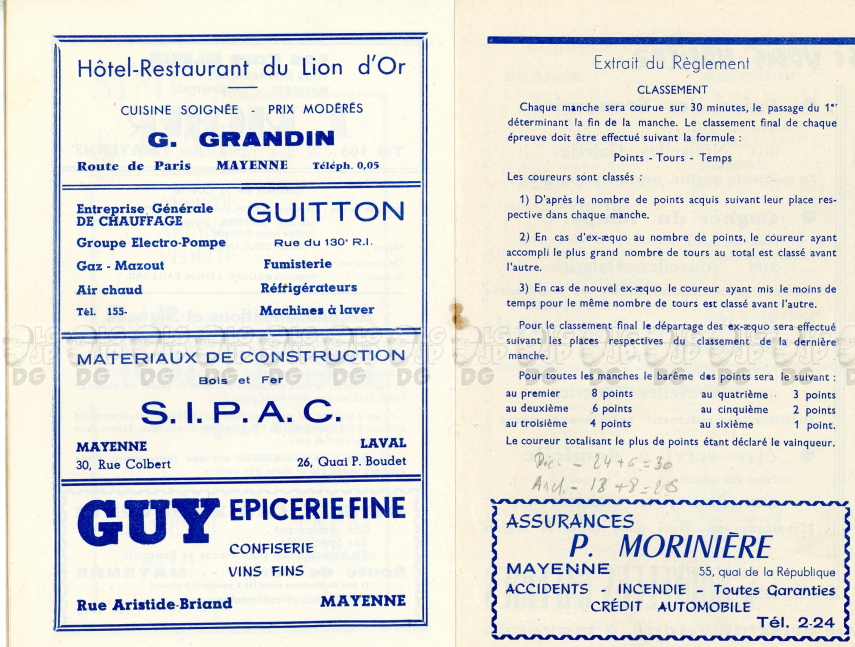 Hôtel-Restaurant du Lion d'Or
CUISINE SOIGNÉE - PRIX MODÉRÉS
G. GRANDIN
Route de Paris MAYENNE Téléph. 0,05
Entreprise Générale
DE CHAUFFAGE
GUITTON
Groupe Electro-Pompe Rue du 130e R.I.
Gaz - Mazout Fumisterie
Air chaud Réfrigérateurs
Tél. 155- Machines à laver
MATERIAUX DE CONSTRUCTION
Bois et Fer
S.I.P.A.C.
MAYENNE LAVAL
30, Rue Colbert 26, Quai P. Boudet
GUY EPICERIE FINE
CONFISERIE
VINS FINS
Rue Aristide-Briand MAYENNE
Extrait du Règlement
CLASSEMENT
Chaque manche sera courue sur 30 minutes, le passage du 1er
déterminant la fin de la manche. Le classement final de chaque
épreuve doit être effectué suivant la formule :
Points - Tours - Temps
Les coureurs sont classés :
1) D'après le nombre de points acquis suivant leur place res-
pective dans chaque manche.
2) En cas d'ex-æquo au nombre de points, le coureur ayant
accompli le plus grand nombre de tours au total est classé avant
l'autre.
3) En cas de nouvel ex-æquo le coureur ayant mis le moins de
temps pour le même nombre de tours est classé avant l'autre.
Pour le classement final le départage des ex-æquo sera effectué
suivant les places respectives du classement de la dernière
manche.
Pour toutes les manches le barême des points sera le suivant :
au premier 8 points au quatrième 3 points
au deuxième 6 points au cinquième 2 points
au troisième 4 points au sixième 1 point.
Le coureur totalisant le plus de points étant déclaré le vainqueur.
- 24+6=30
- 18+8=26
ASSURANCES
P. MORINIÈRE
MAYENNE 55, quai de la République
ACCIDENTS - INCENDIE - Toutes Garanties
CRÉDIT AUTOMOBILE
Tél. 2-24